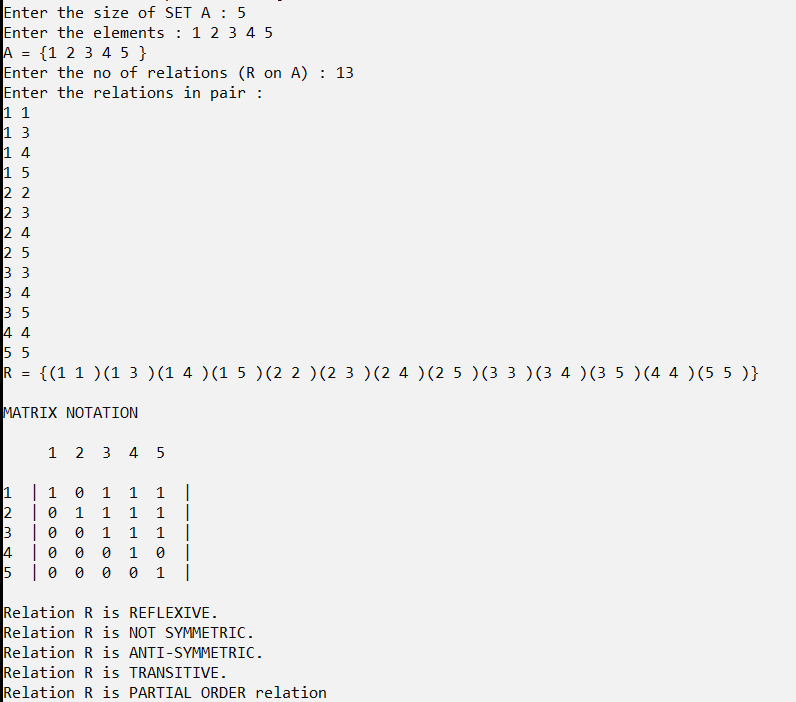 Enter the size of SET A : 5
Enter the elements : 1 2 3 4 5
A = {1 2 3 4 5 }
Enter the no of relations (R on A) : 13
Enter the relations in pair :
1 1
1 3
1 4
1 5
2 2
2 3
2 4
2 5
3 3
3 4
3 5
4 4
5 5
R = {(1 1 )(1 3 )(1 4 )(1 5 )(2 2 )(2 3 )(2 4 )(2 5 )(3 3 )(3 4 )(3 5 )(4 4 )(5 5 )}
MATRIX NOTATION
1 2 3 4 5
1 | 1 0 1 1 1 |
2 | 0 1 1 1 1 |
3 | 0 0 1 1 1 |
4 | 0 0 0 1 0 |
5 | 0 0 0 0 1 |
Relation R is REFLEXIVE.
Relation R is NOT SYMMETRIC.
Relation R is ANTI-SYMMETRIC.
Relation R is TRANSITIVE.
Relation R is PARTIAL ORDER relation